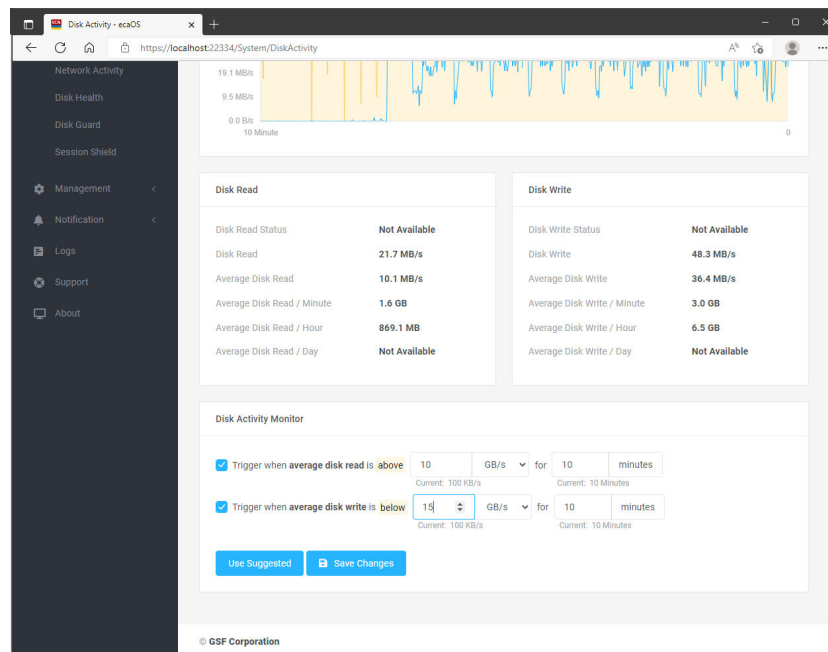 Disk Activity - ecaOS
https://localhost:22334/System/DiskActivity
Network Activity
Disk Health
Disk Guard
Session Shield
Management
Notification
Logs
Support
About
19.1 MB/s
9.5 MB/s
0.0 B/s
10 Minute 0
Disk Read
Disk Read Status Not Available
Disk Read 21.7 MB/s
Average Disk Read 10.1 MB/s
Average Disk Read / Minute 1.6 GB
Average Disk Read / Hour 869.1 MB
Average Disk Read / Day Not Available
Disk Write
Disk Write Status Not Available
Disk Write 48.3 MB/s
Average Disk Write 36.4 MB/s
Average Disk Write / Minute 3.0 GB
Average Disk Write / Hour 6.5 GB
Average Disk Write / Day Not Available
Disk Activity Monitor
Trigger when average disk read is above 10 GB/s for 10 minutes
Current: 100 KB/s Current: 10 Minutes
Trigger when average disk write is below 15 GB/s for 10 minutes
Current: 100 KB/s Current: 10 Minutes
Use Suggested Save Changes
© GSF Corporation